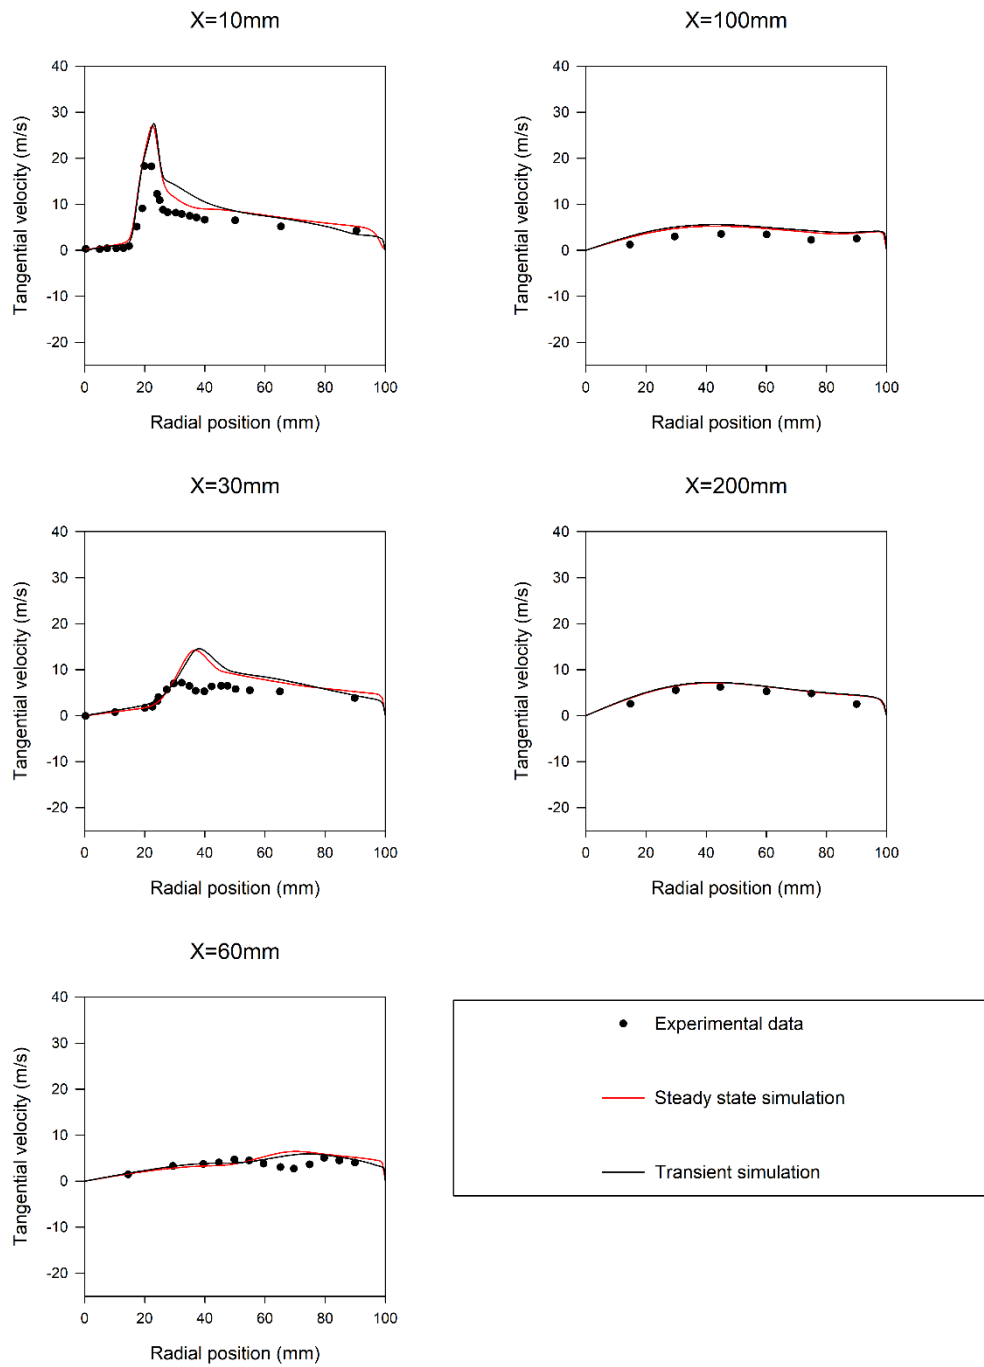 X=10mm
Tangential velocity (m/s)
40
30
20
10
0
-10
-20
0 20 40 60 80 100
Radial position (mm)
X=100mm
Tangential velocity (m/s)
40
30
20
10
0
-10
-20
0 20 40 60 80 100
Radial position (mm)
X=30mm
Tangential velocity (m/s)
40
30
20
10
0
-10
-20
0 20 40 60 80 100
Radial position (mm)
X=200mm
Tangential velocity (m/s)
40
30
20
10
0
-10
-20
0 20 40 60 80 100
Radial position (mm)
X=60mm
Tangential velocity (m/s)
40
30
20
10
0
-10
-20
0 20 40 60 80 100
Radial position (mm)
Experimental data
Steady state simulation
Transient simulation